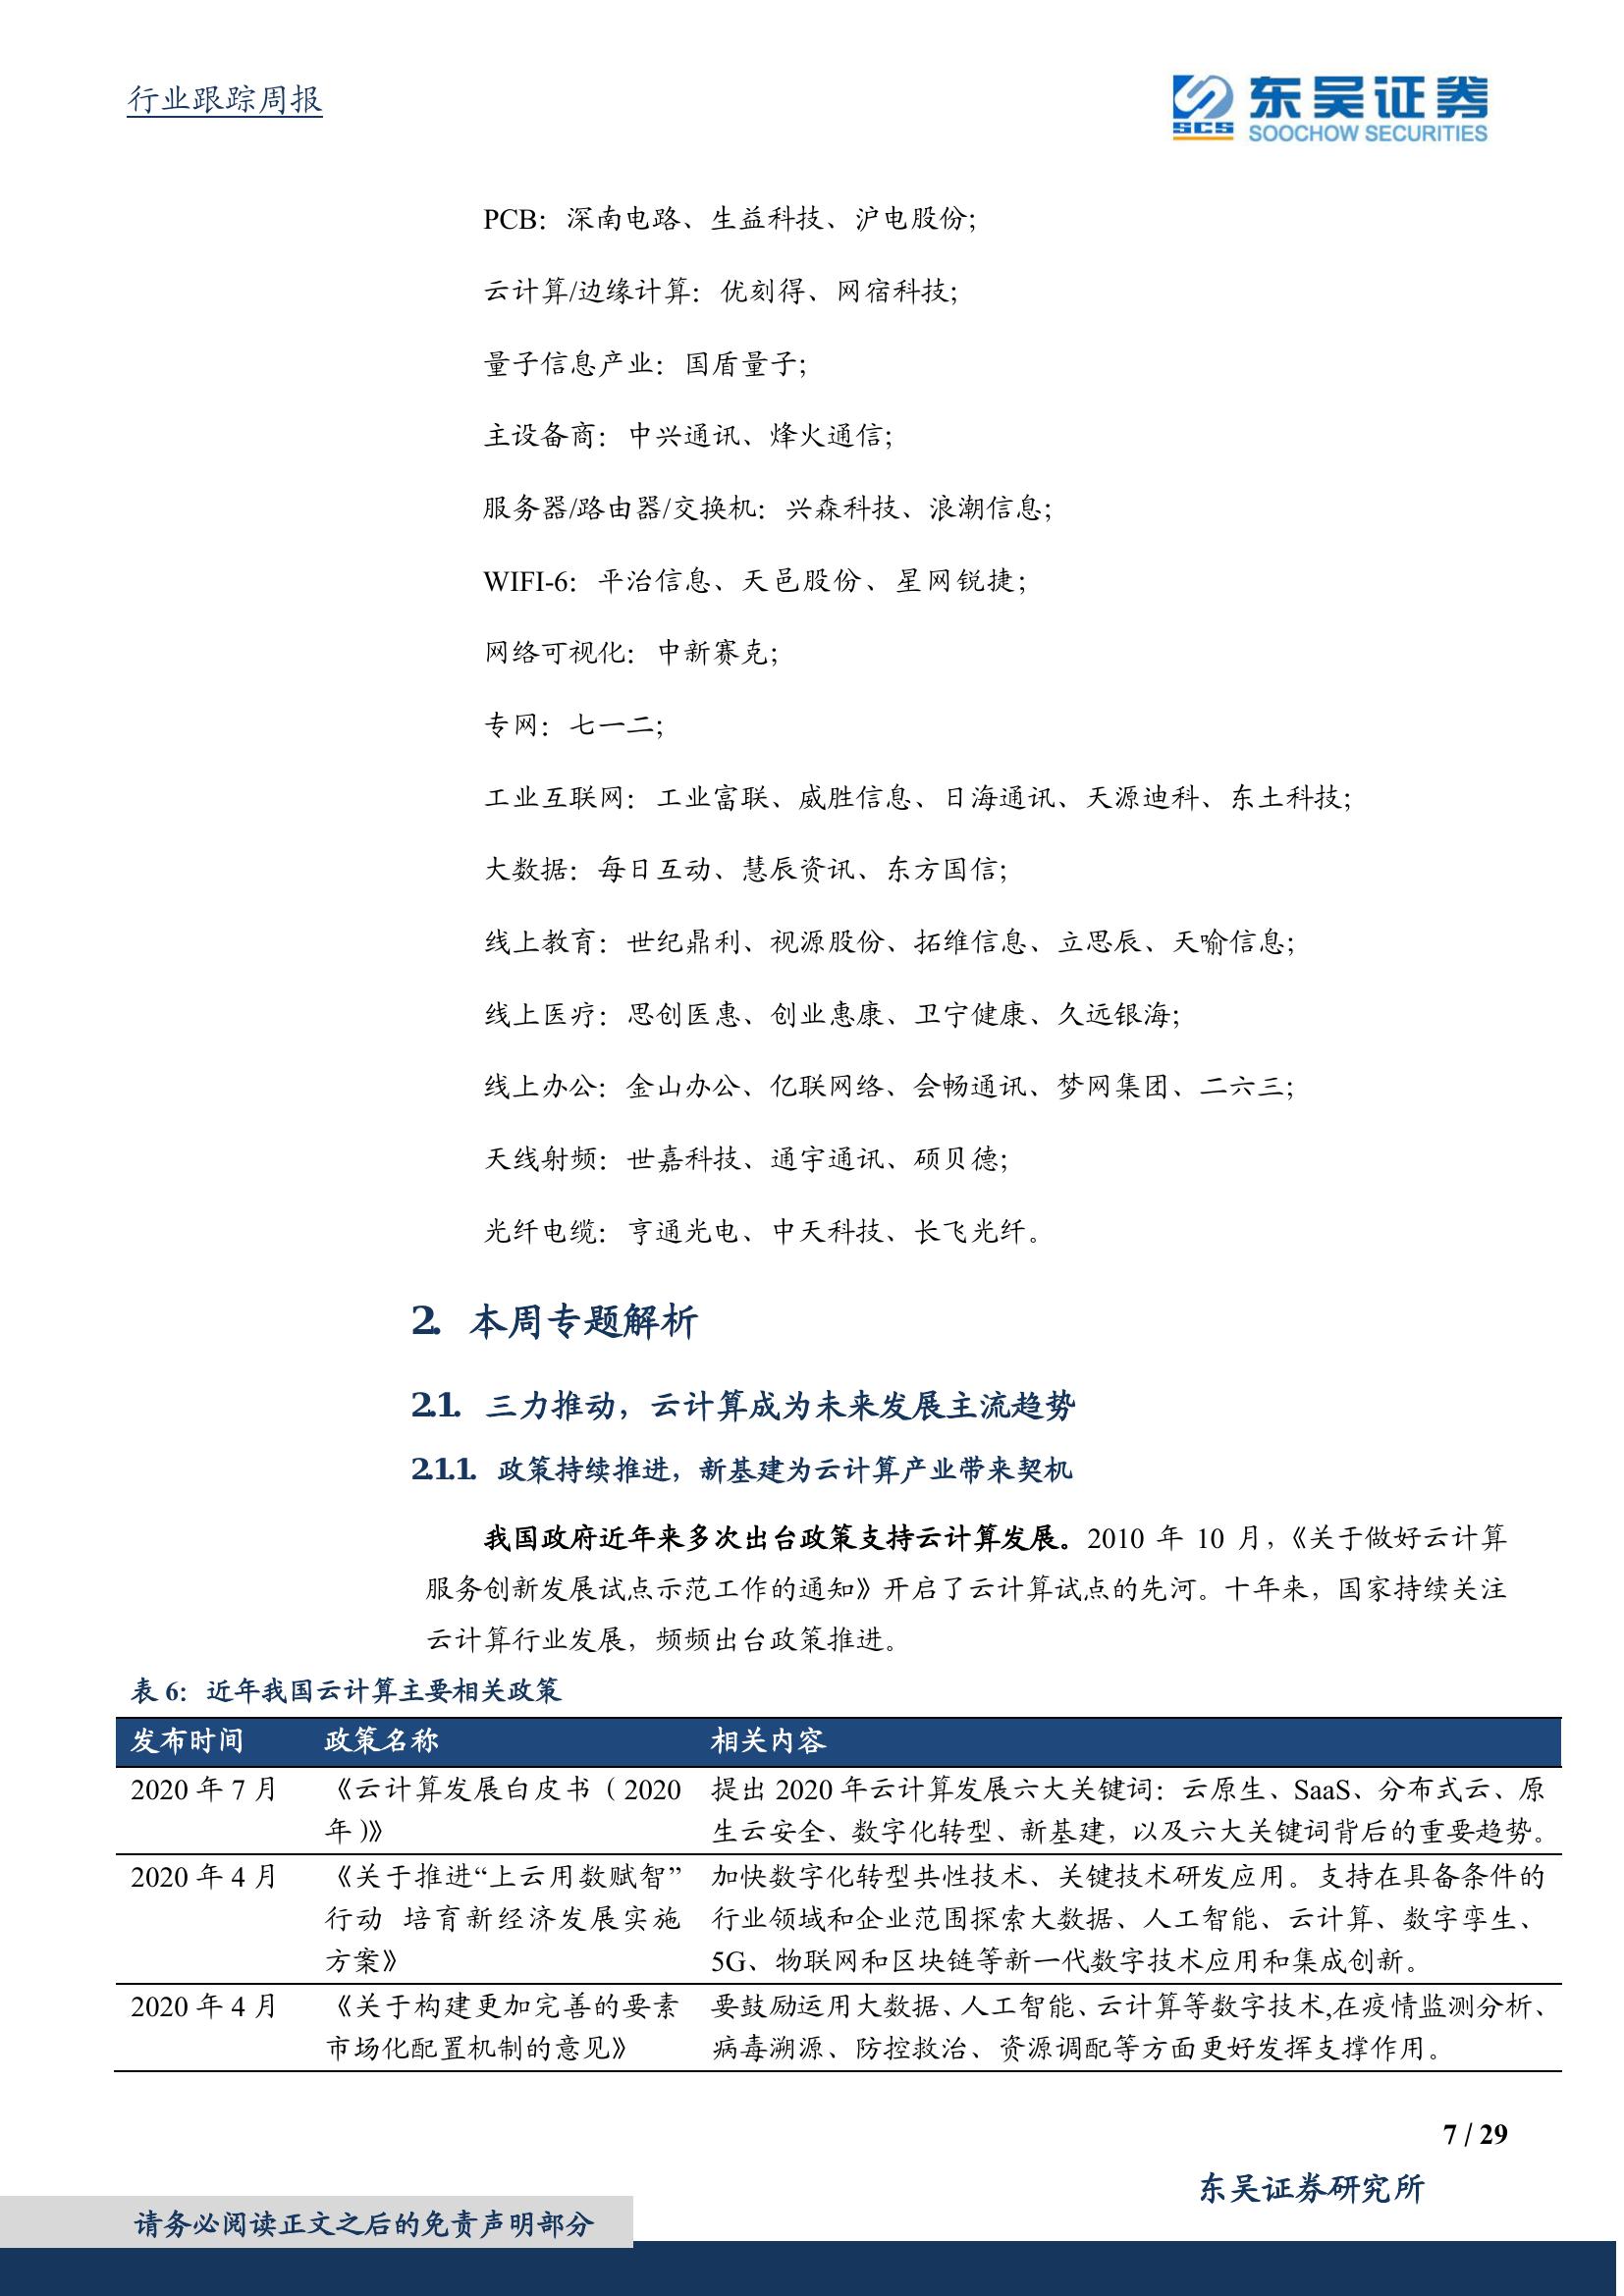 行业跟踪周报
SCS
东吴证券
SOOCHOW SECURITIES
PCB：深南电路、生益科技、沪电股份;
云计算/边缘计算：优刻得、网宿科技;
量子信息产业：国盾量子;
主设备商：中兴通讯、烽火通信;
服务器/路由器/交换机：兴森科技、浪潮信息;
WIFI-6：平治信息、天邑股份、星网锐捷;
网络可视化：中新赛克;
专网：七一二;
工业互联网：工业富联、威胜信息、日海通讯、天源迪科、东土科技;
大数据：每日互动、慧辰资讯、东方国信;
线上教育：世纪鼎利、视源股份、拓维信息、立思辰、天喻信息;
线上医疗：思创医惠、创业惠康、卫宁健康、久远银海;
线上办公：金山办公、亿联网络、会畅通讯、梦网集团、二六三;
天线射频：世嘉科技、通宇通讯、硕贝德;
光纤电缆：亨通光电、中天科技、长飞光纤。
2. 本周专题解析
2.1. 三力推动，云计算成为未来发展主流趋势
2.1.1. 政策持续推进，新基建为云计算产业带来契机
我国政府近年来多次出台政策支持云计算发展。2010 年 10 月，《关于做好云计算
服务创新发展试点示范工作的通知》开启了云计算试点的先河。十年来，国家持续关注
云计算行业发展，频频出台政策推进。
表 6：近年我国云计算主要相关政策
发布时间 政策名称 相关内容
2020 年 7 月 《云计算发展白皮书（2020 提出 2020 年云计算发展六大关键词：云原生、SaaS、分布式云、原
年）》 生云安全、数字化转型、新基建，以及六大关键词背后的重要趋势。
2020 年 4 月 《关于推进“上云用数赋智” 加快数字化转型共性技术、关键技术研发应用。支持在具备条件的
行动 培育新经济发展实施 行业领域和企业范围探索大数据、人工智能、云计算、数字孪生、
方案》 5G、物联网和区块链等新一代数字技术应用和集成创新。
2020 年 4 月 《关于构建更加完善的要素 要鼓励运用大数据、人工智能、云计算等数字技术,在疫情监测分析、
市场化配置机制的意见》 病毒溯源、防控救治、资源调配等方面更好发挥支撑作用。
7 / 29
东吴证券研究所
请务必阅读正文之后的免责声明部分